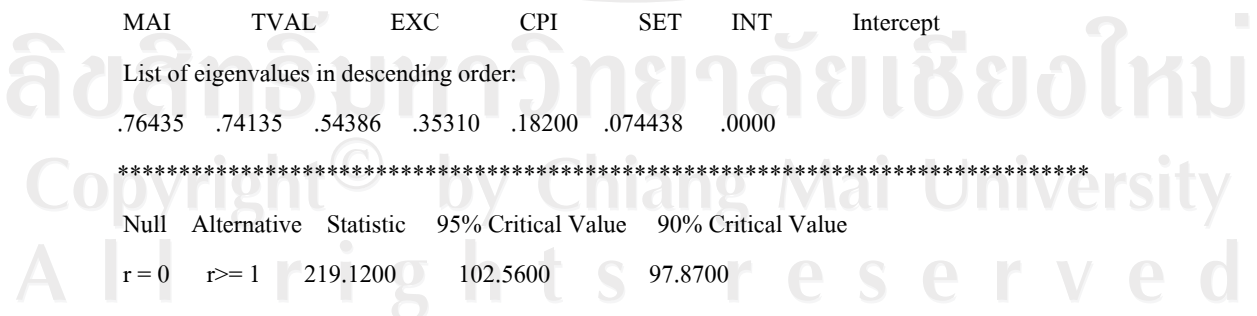 MAI TVAL EXC CPI SET INT Intercept
ลิขสิทธิ์มหาวิทยาลัยเชียงใหม่
List of eigenvalues in descending order:
.76435 .74135 .54386 .35310 .18200 .074438 .0000
*******************************************************************************
Copyright© by Chiang Mai University
Null Alternative Statistic 95% Critical Value 90% Critical Value
All rights reserved
r = 0 r>= 1 219.1200 102.5600 97.8700